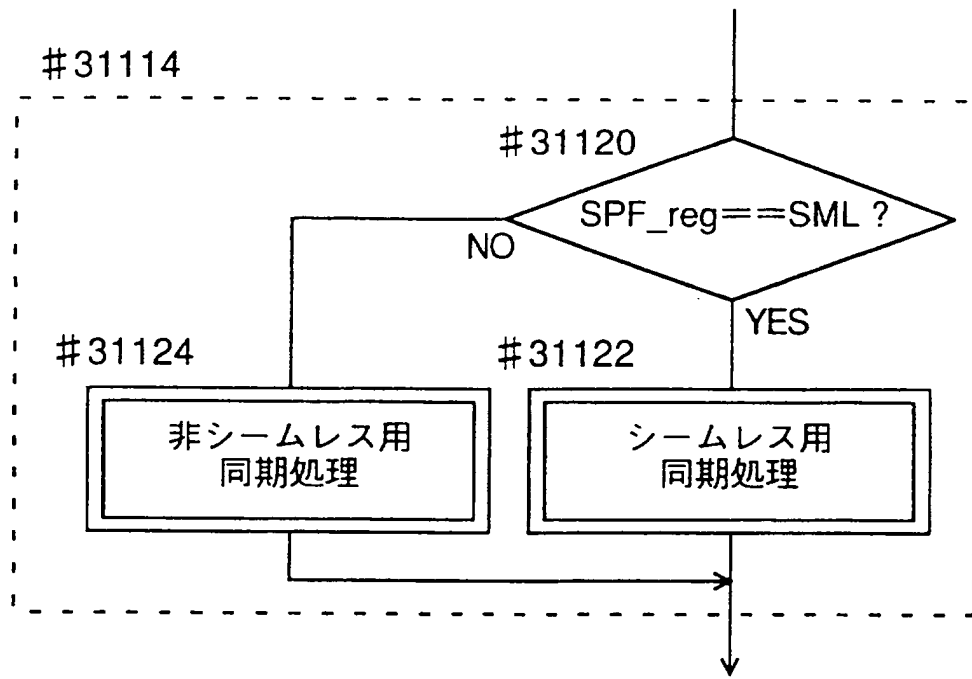 #31114
#31120
SPF_reg==SML ?
NO
YES
#31124
#31122
非シームレス用
同期処理
シームレス用
同期処理